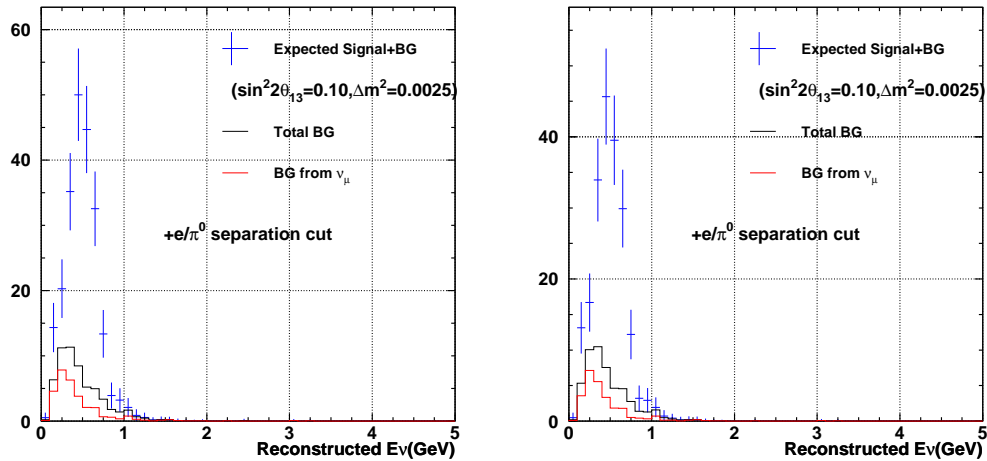 60
40
20
0
Expected Signal+BG
(sin²2θ₁₃=0.10,Δm²=0.0025)
Total BG
BG from νμ
+e/π⁰ separation cut
0 1 2 3 4 5
Reconstructed Eν(GeV)
40
20
0
Expected Signal+BG
(sin²2θ₁₃=0.10,Δm²=0.0025)
Total BG
BG from νμ
+e/π⁰ separation cut
0 1 2 3 4 5
Reconstructed Eν(GeV)